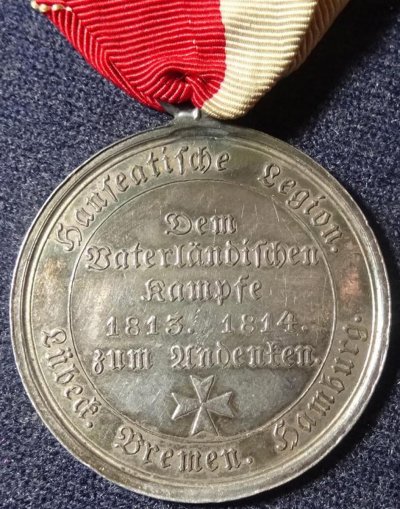 Hanseatische Legion.
Dem
Vaterländischen
Kampfe
1813. 1814.
zum Andenken.
Lübeck. Bremen. Hamburg.